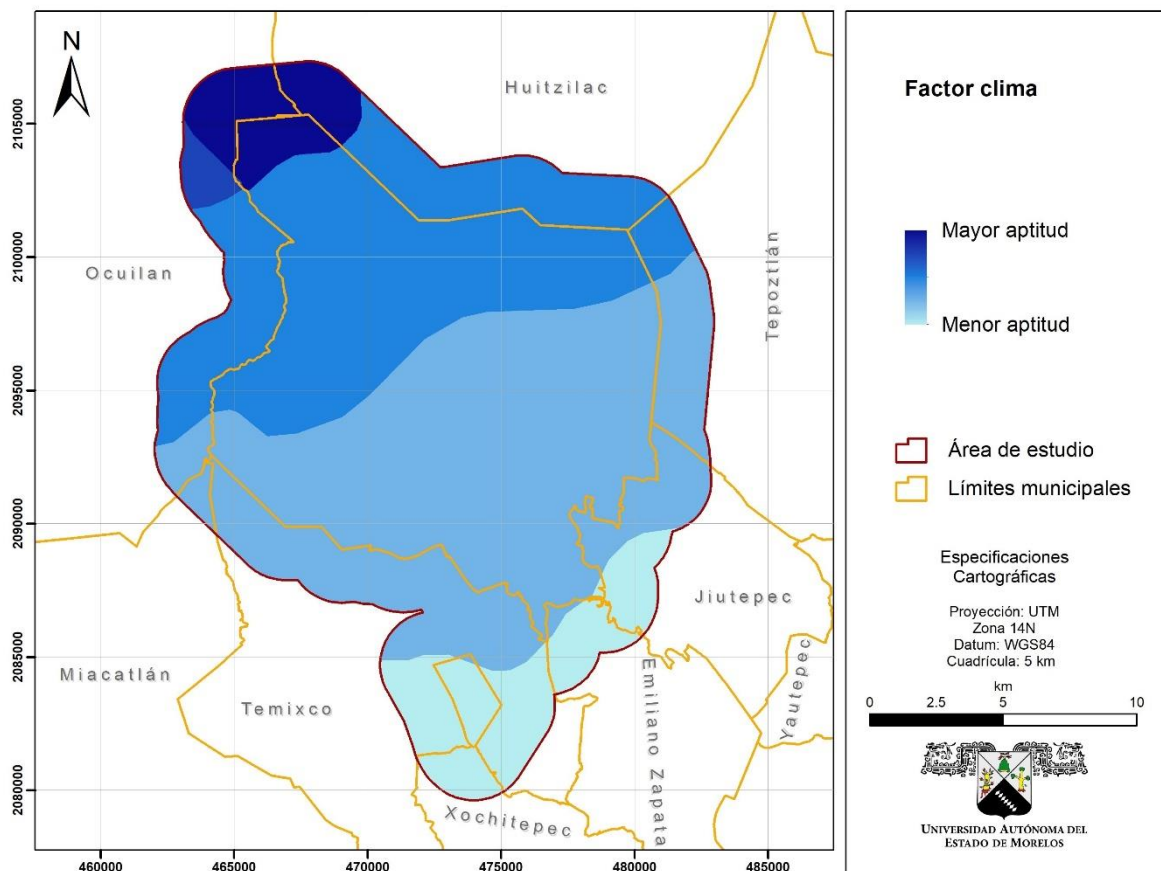 N
Huitzilac
Ocuilan
Tepoztlán
Jiutepec
Miacatlán
Temixco
Emiliano Zapata
Yautepec
Xochitepec
2105000
2100000
2095000
2090000
2085000
2080000
460000
465000
470000
475000
480000
485000
Factor clima
Mayor aptitud
Menor aptitud
Área de estudio
Límites municipales
Especificaciones
Cartográficas
Proyección: UTM
Zona 14N
Datum: WGS84
Cuadrícula: 5 km
km
0 2.5 5 10
UNIVERSIDAD AUTÓNOMA DEL
ESTADO DE MORELOS